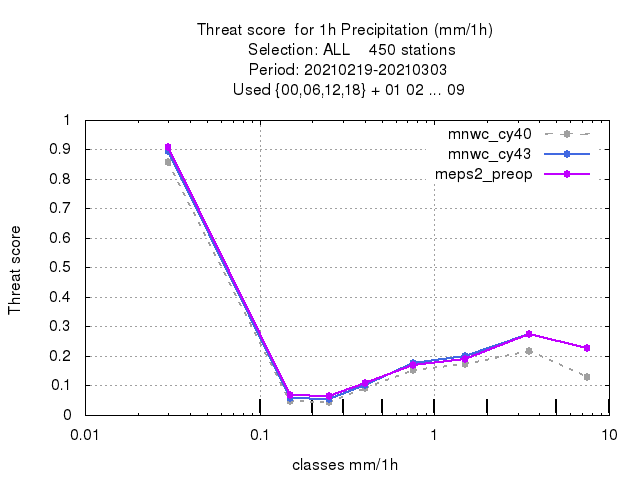 Threat score  for 1h Precipitation (mm/1h)
Selection: ALL    450 stations
Period: 20210219-20210303
Used {00,06,12,18} + 01 02 ... 09
mnwc_cy40
mnwc_cy43
meps2_preop
Threat score
1
0.9
0.8
0.7
0.6
0.5
0.4
0.3
0.2
0.1
0
0.01 0.1 1 10
classes mm/1h